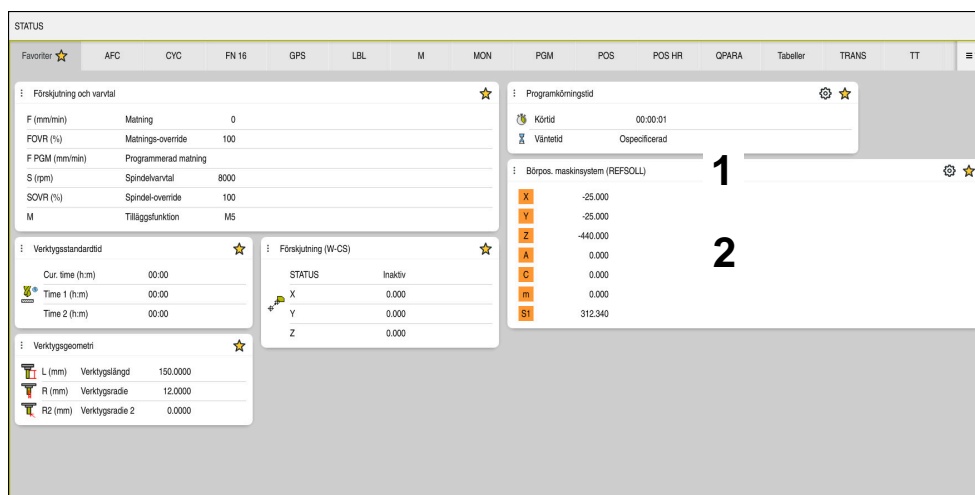 STATUS
Favoriter AFC CYC FN 16 GPS LBL M MON PGM POS POS HR QPARA Tabeller TRANS TT
Förskjutning och varvtal
F (mm/min) Matning 0
FOVR (%) Matnings-override 100
F PGM (mm/min) Programmerad matning
S (rpm) Spindelvarvtal 8000
SOVR (%) Spindel-override 100
M Tilläggsfunktion M5
Programkörningstid
Körtid 00:00:01
Väntetid Ospecificerad
1
Börpos. maskinsystem (REFSOLL)
X -25.000
Y -25.000
Z -440.000
A 0.000
C 0.000
m 0.000
S1 312.340
2
Verktygsstandardtid
Cur. time (h:m) 00:00
Time 1 (h:m) 00:00
Time 2 (h:m) 00:00
Förskjutning (W-CS)
STATUS Inaktiv
X 0.000
Y 0.000
Z 0.000
Verktygsgeometri
L (mm) Verktygslängd 150.0000
R (mm) Verktygsradie 12.0000
R2 (mm) Verktygsradie 2 0.0000